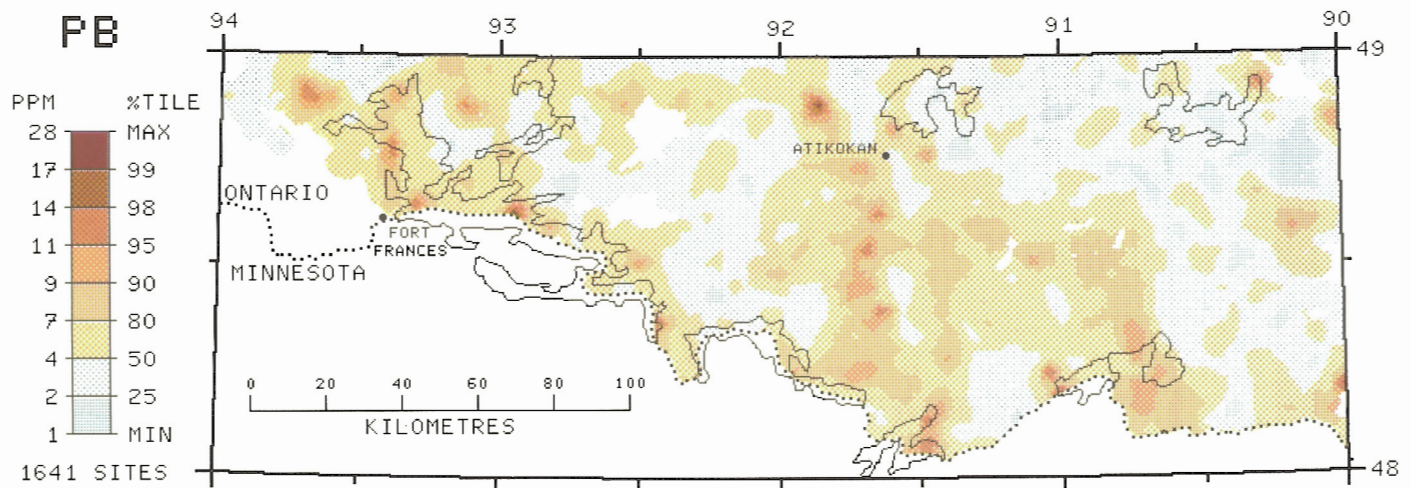 PB
94 93 92 91 90
49
PPM %TILE
28 MAX
17 99
14 98
11 95
9 90
7 80
4 50
2 25
1 MIN
1641 SITES
ATIKOKAN
ONTARIO
FORT
FRANCES
MINNESOTA
0 20 40 60 80 100
KILOMETRES
48